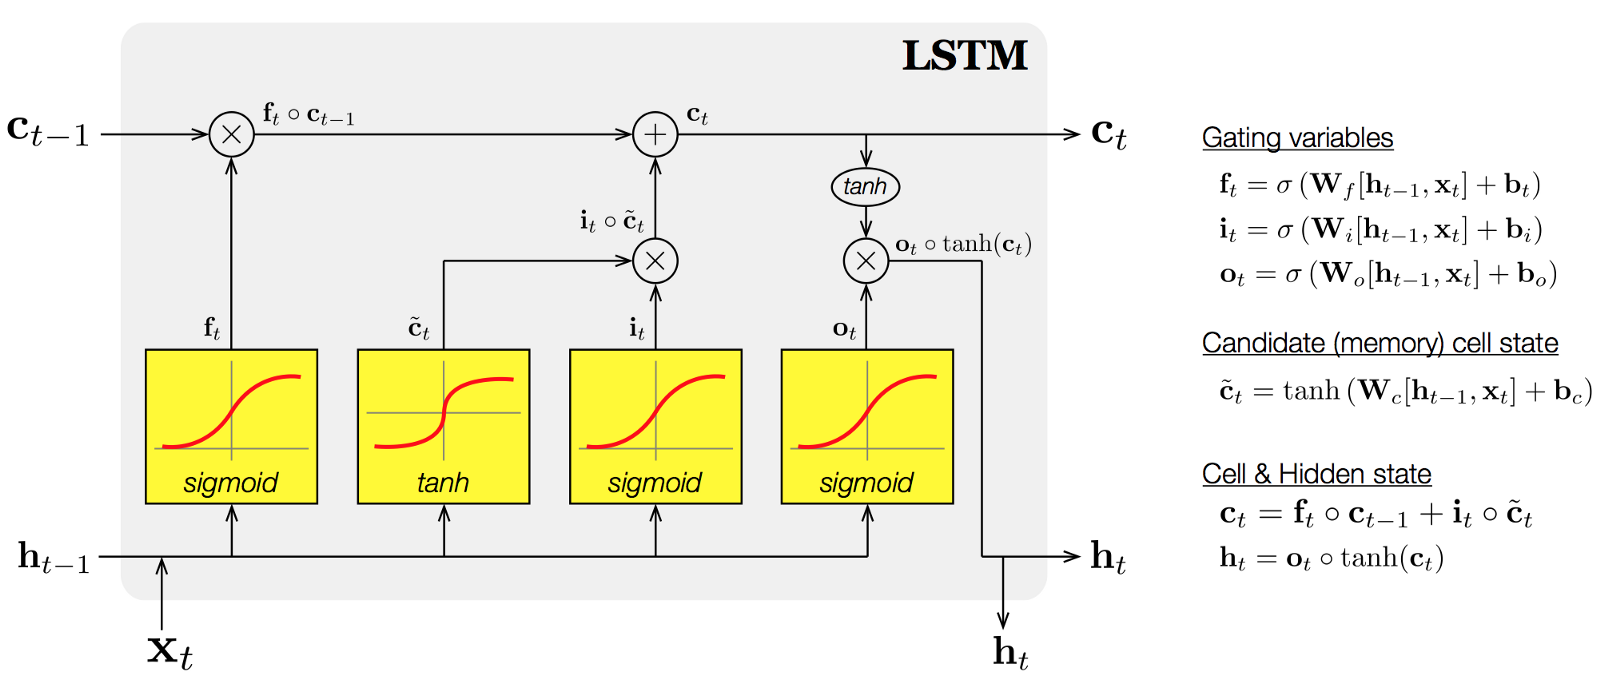 LSTM
c_{t−1}
f_t ∘ c_{t−1}
c_t
c_t
tanh
i_t ∘ c̃_t
o_t ∘ tanh(c_t)
f_t
c̃_t
i_t
o_t
sigmoid
tanh
sigmoid
sigmoid
h_{t−1}
h_t
x_t
h_t
Gating variables
f_t = σ (W_f[h_{t−1}, x_t] + b_t)
i_t = σ (W_i[h_{t−1}, x_t] + b_i)
o_t = σ (W_o[h_{t−1}, x_t] + b_o)
Candidate (memory) cell state
c̃_t = tanh (W_c[h_{t−1}, x_t] + b_c)
Cell & Hidden state
c_t = f_t ∘ c_{t−1} + i_t ∘ c̃_t
h_t = o_t ∘ tanh(c_t)